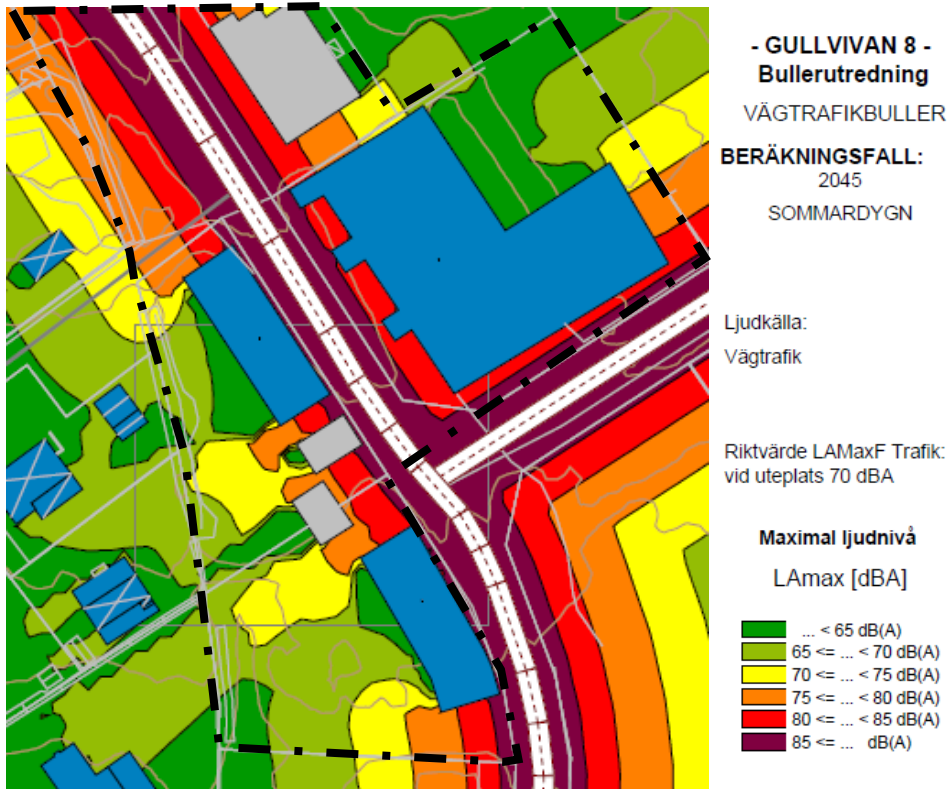 - GULLVIVAN 8 -
Bullerutredning
VÄGTRAFIKBULLER
BERÄKNINGSFALL:
2045
SOMMARDYGN
Ljudkälla:
Vägtrafik
Riktvärde LAMaxF Trafik:
vid uteplats 70 dBA
Maximal ljudnivå
LAmax [dBA]
... < 65 dB(A)
65 <= ... < 70 dB(A)
70 <= ... < 75 dB(A)
75 <= ... < 80 dB(A)
80 <= ... < 85 dB(A)
85 <= ... dB(A)